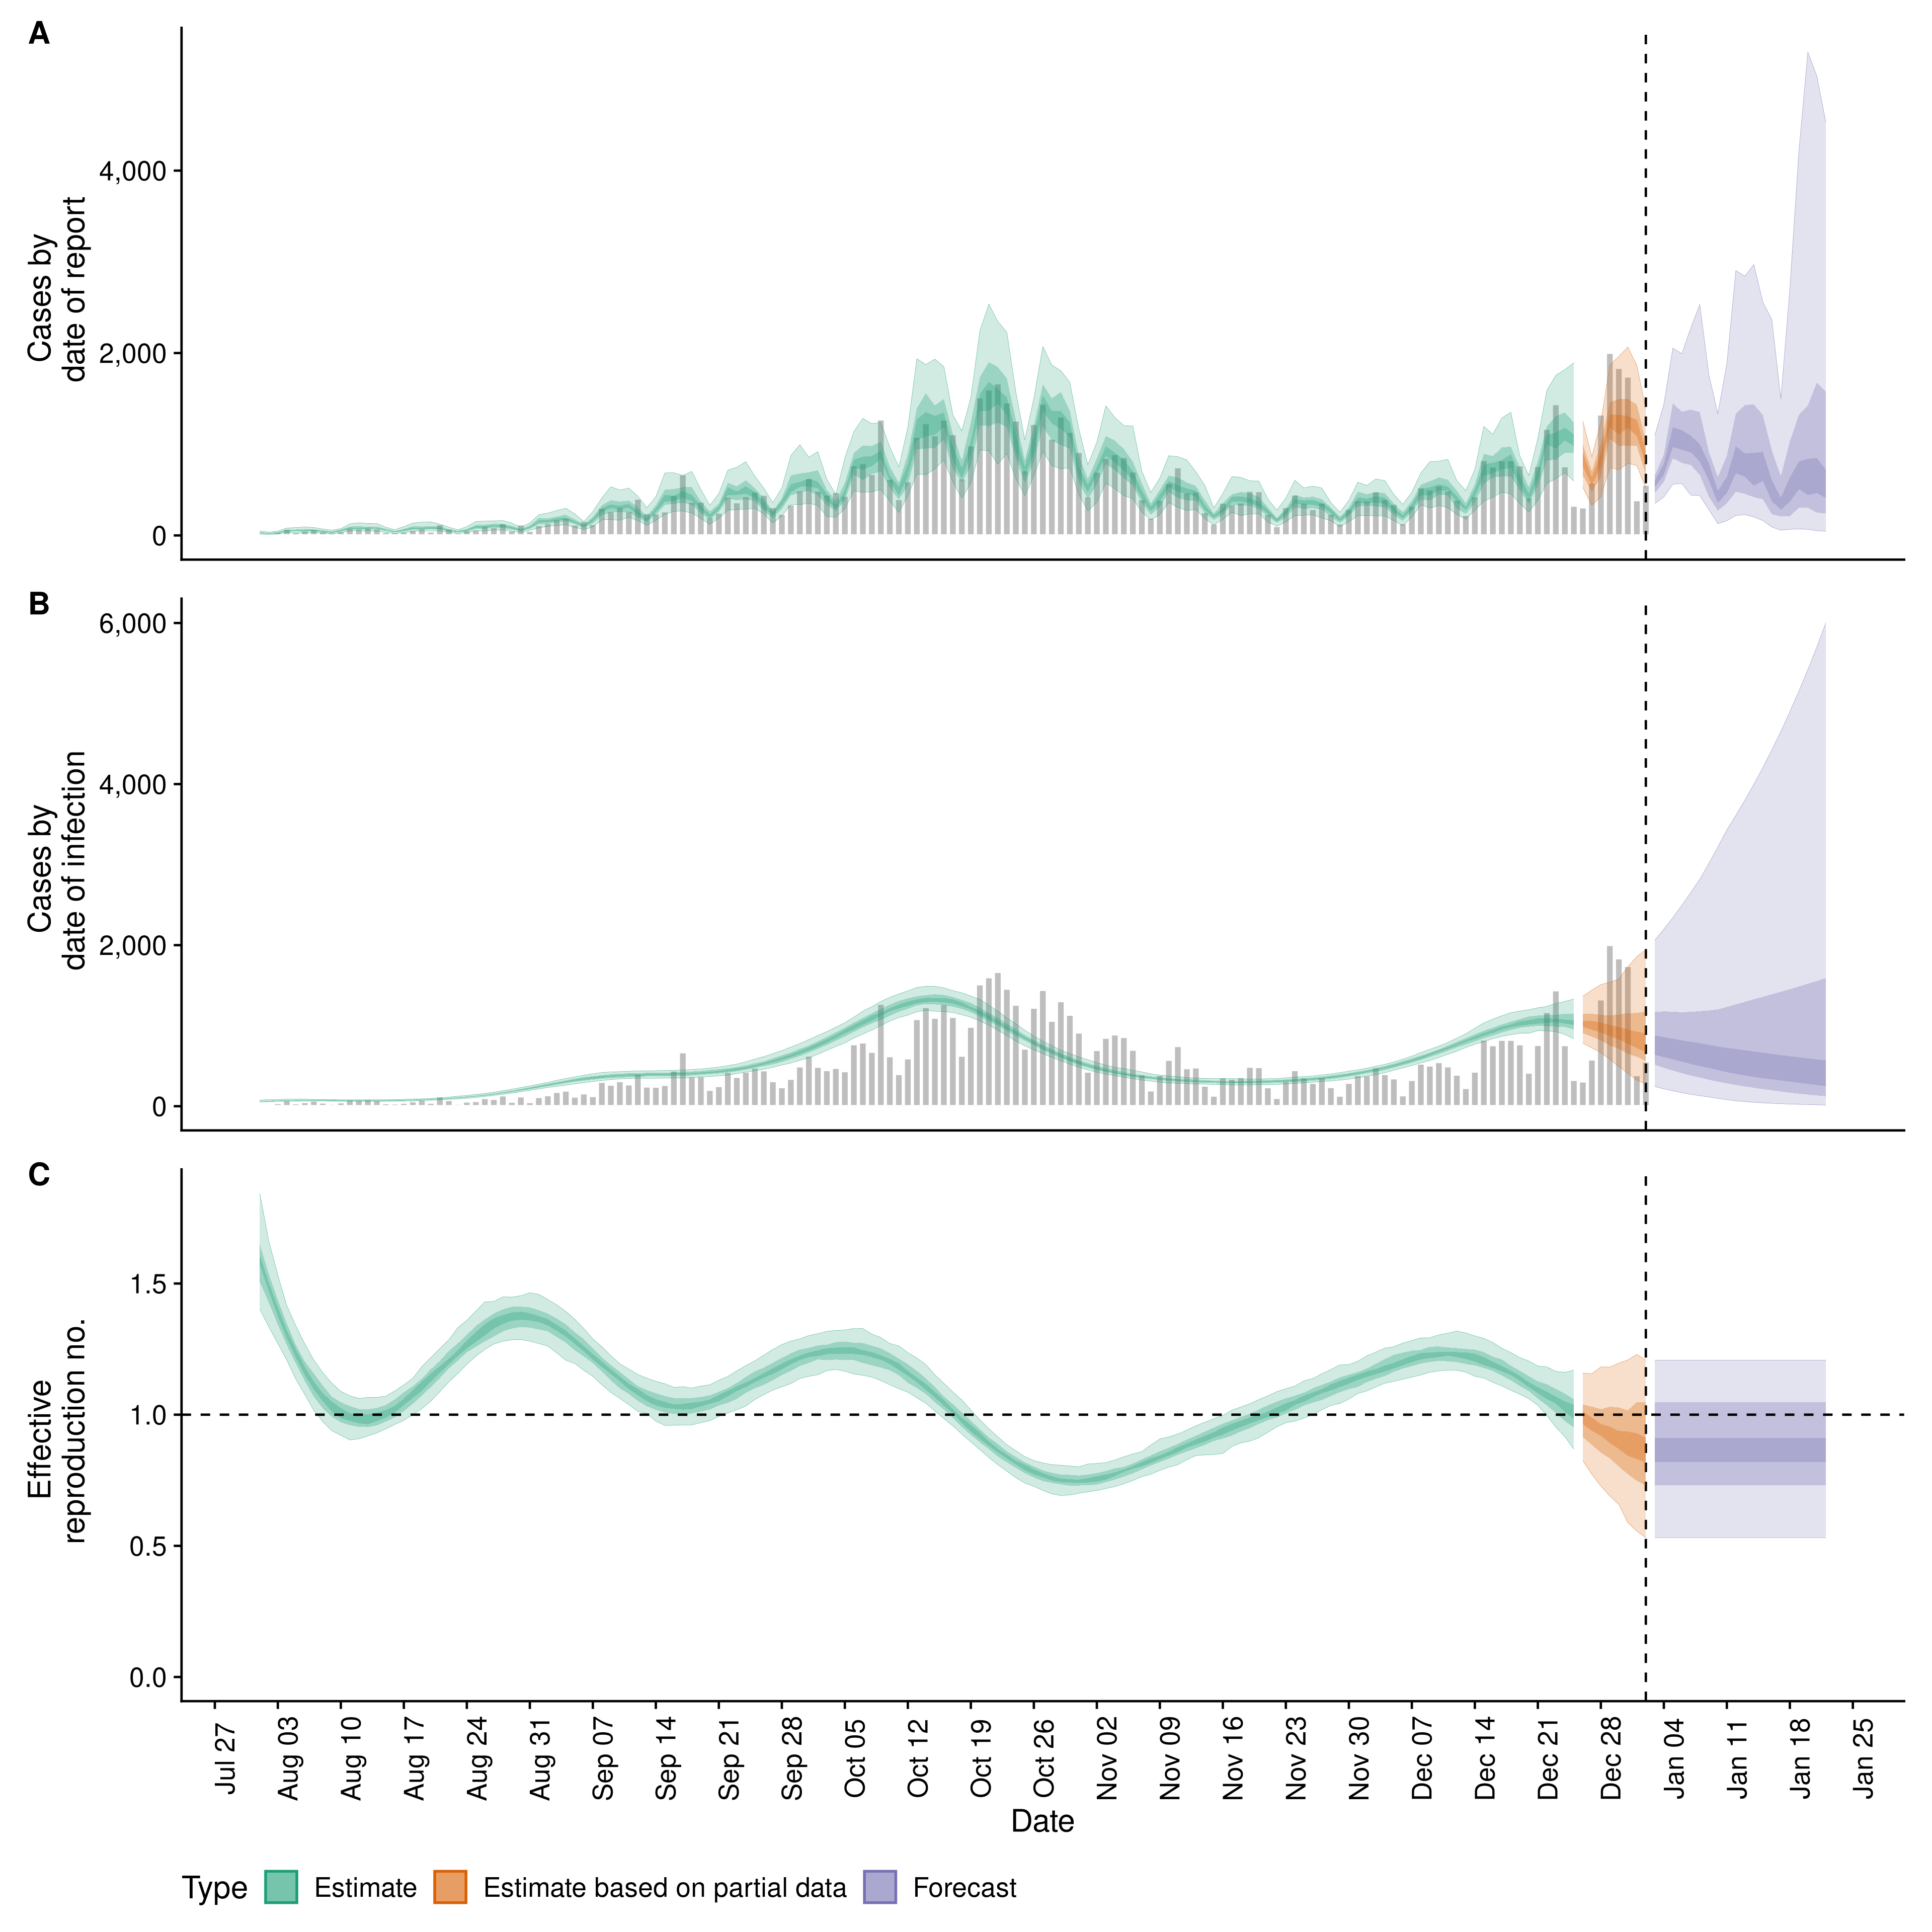 A
Cases by
date of report
4,000
2,000
0
B
Cases by
date of infection
6,000
4,000
2,000
0
C
Effective
reproduction no.
1.5
1.0
0.5
0.0
Jul 27
Aug 03
Aug 10
Aug 17
Aug 24
Aug 31
Sep 07
Sep 14
Sep 21
Sep 28
Oct 05
Oct 12
Oct 19
Oct 26
Nov 02
Nov 09
Nov 16
Nov 23
Nov 30
Dec 07
Dec 14
Dec 21
Dec 28
Jan 04
Jan 11
Jan 18
Jan 25
Date
Type Estimate Estimate based on partial data Forecast